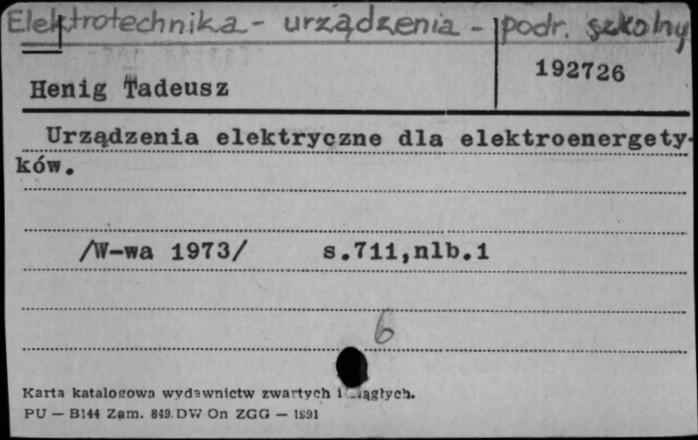 Elektrotechnika - urządzenia - podr. szkolny
192726
Henig Tadeusz
Urządzenia elektryczne dla elektroenergety-
ków.
/W-wa 1973/ s.711,nlb.1
6
Karta katalogowa wydawnictw zwartych i ciągłych.
PU — B144 Zam. 849. DW On ZGG — 1891